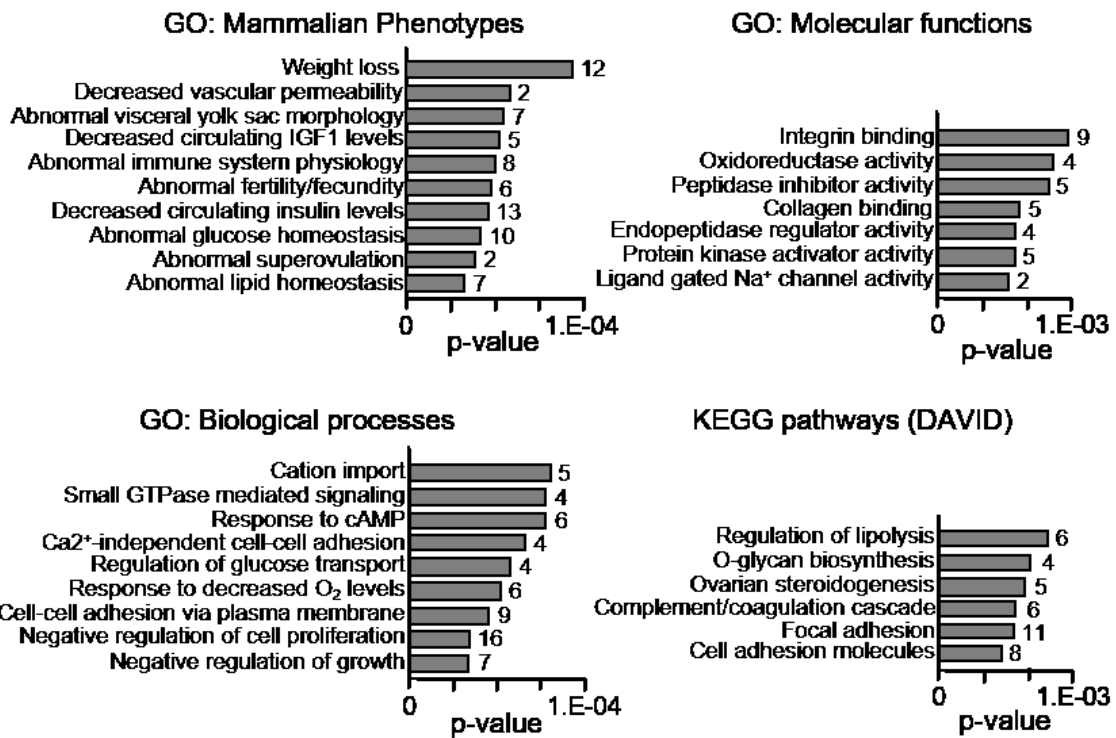 GO: Mammalian Phenotypes
Weight loss 12
Decreased vascular permeability 2
Abnormal visceral yolk sac morphology 7
Decreased circulating IGF1 levels 5
Abnormal immune system physiology 8
Abnormal fertility/fecundity 6
Decreased circulating insulin levels 13
Abnormal glucose homeostasis 10
Abnormal superovulation 2
Abnormal lipid homeostasis 7
0 1.E-04
p-value
GO: Molecular functions
Integrin binding 9
Oxidoreductase activity 4
Peptidase inhibitor activity 5
Collagen binding 5
Endopeptidase regulator activity 4
Protein kinase activator activity 5
Ligand gated Na⁺ channel activity 2
0 1.E-03
p-value
GO: Biological processes
Cation import 5
Small GTPase mediated signaling 4
Response to cAMP 6
Ca2⁺-independent cell-cell adhesion 4
Regulation of glucose transport 4
Response to decreased O₂ levels 6
Cell-cell adhesion via plasma membrane 9
Negative regulation of cell proliferation 16
Negative regulation of growth 7
0 1.E-04
p-value
KEGG pathways (DAVID)
Regulation of lipolysis 6
O-glycan biosynthesis 4
Ovarian steroidogenesis 5
Complement/coagulation cascade 6
Focal adhesion 11
Cell adhesion molecules 8
0 1.E-03
p-value